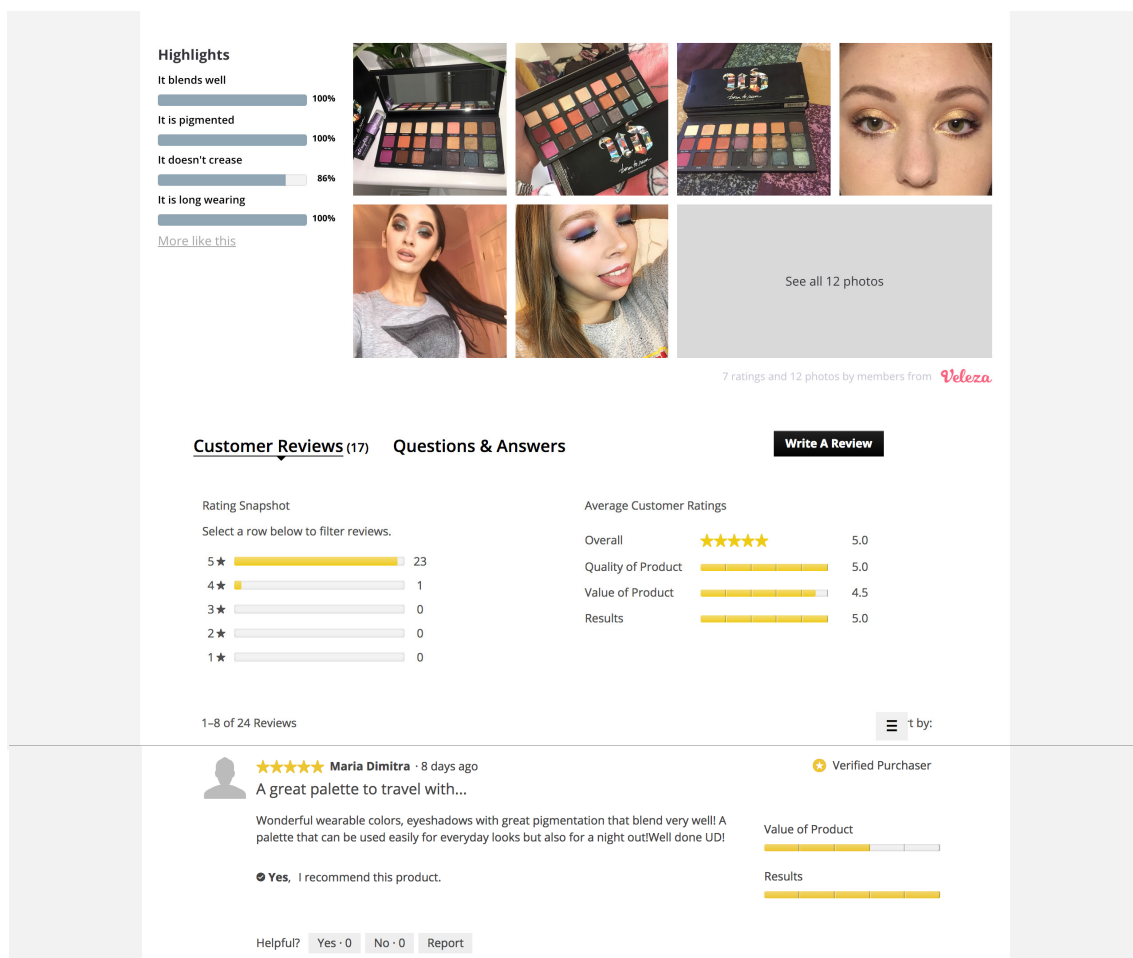 Highlights
It blends well
100%
It is pigmented
100%
It doesn't crease
86%
It is long wearing
100%
More like this
UD
born to run
See all 12 photos
7 ratings and 12 photos by members from Veleza
Customer Reviews (17) Questions & Answers Write A Review
Rating Snapshot
Select a row below to filter reviews.
5★ 23
4★ 1
3★ 0
2★ 0
1★ 0
Average Customer Ratings
Overall ★★★★★ 5.0
Quality of Product 5.0
Value of Product 4.5
Results 5.0
1–8 of 24 Reviews
☰ t by:
★★★★★ Maria Dimitra · 8 days ago
Verified Purchaser
A great palette to travel with...
Wonderful wearable colors, eyeshadows with great pigmentation that blend very well! A
palette that can be used easily for everyday looks but also for a night out!Well done UD!
Yes, I recommend this product.
Value of Product
Results
Helpful? Yes · 0 No · 0 Report